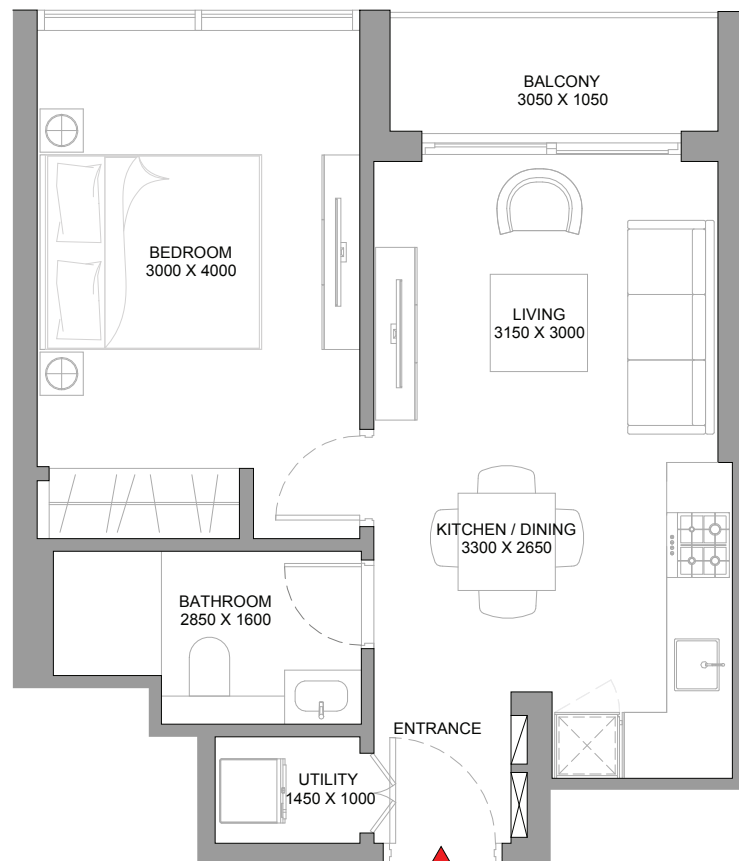 BALCONY
3050 X 1050
BEDROOM
3000 X 4000
LIVING
3150 X 3000
KITCHEN / DINING
3300 X 2650
BATHROOM
2850 X 1600
ENTRANCE
UTILITY
1450 X 1000